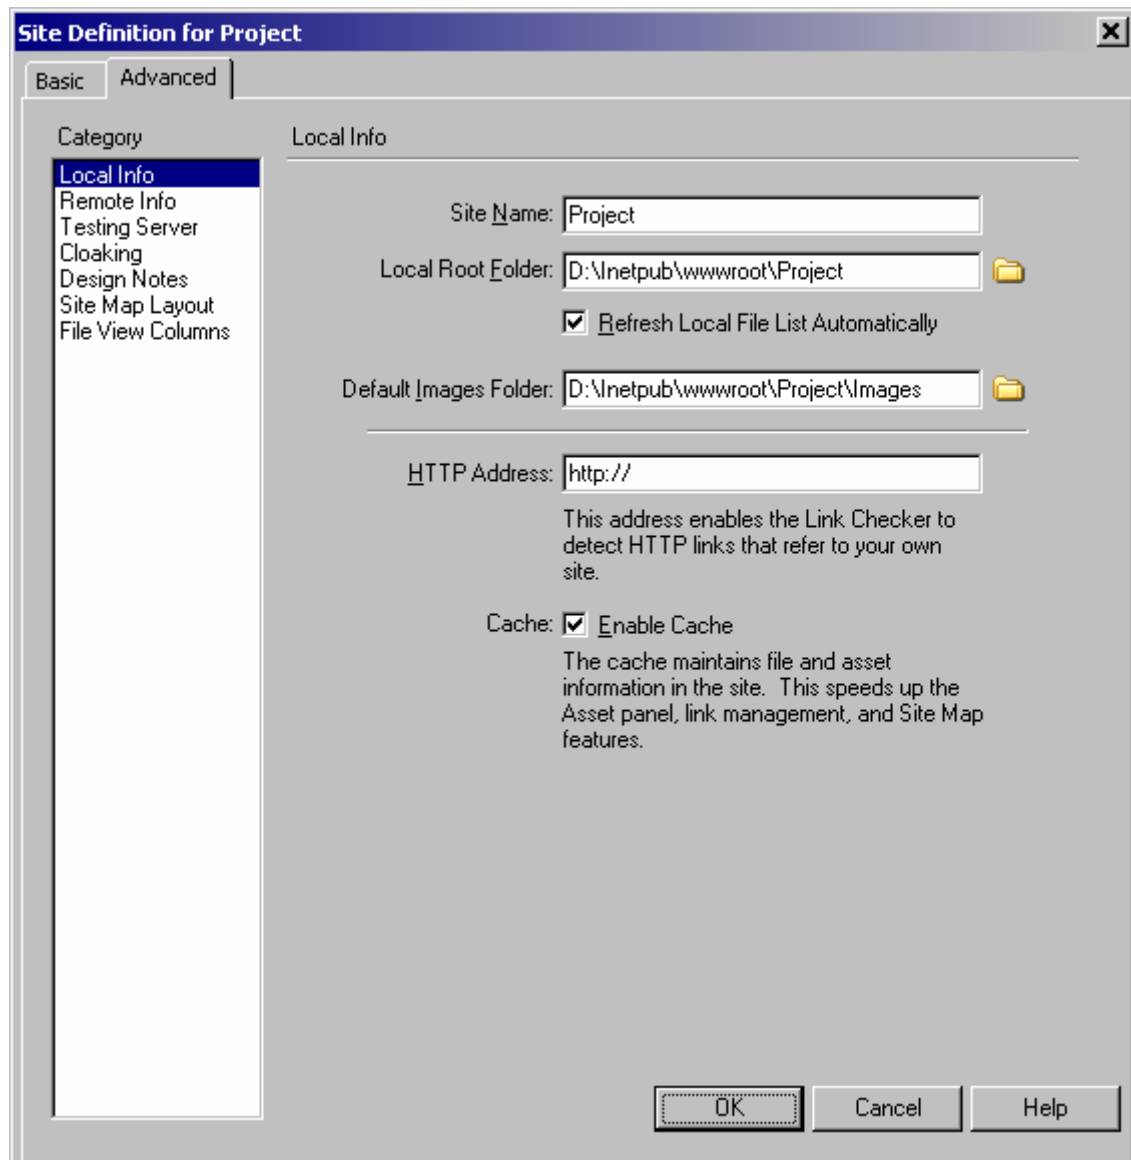 Site Definition for Project
Basic
Advanced
Category
Local Info
Remote Info
Testing Server
Cloaking
Design Notes
Site Map Layout
File View Columns
Local Info
Site Name: Project
Local Root Folder: D:\Inetpub\wwwroot\Project
Refresh Local File List Automatically
Default Images Folder: D:\Inetpub\wwwroot\Project\Images
HTTP Address: http://
This address enables the Link Checker to
detect HTTP links that refer to your own
site.
Cache: Enable Cache
The cache maintains file and asset
information in the site.  This speeds up the
Asset panel, link management, and Site Map
features.
OK
Cancel
Help